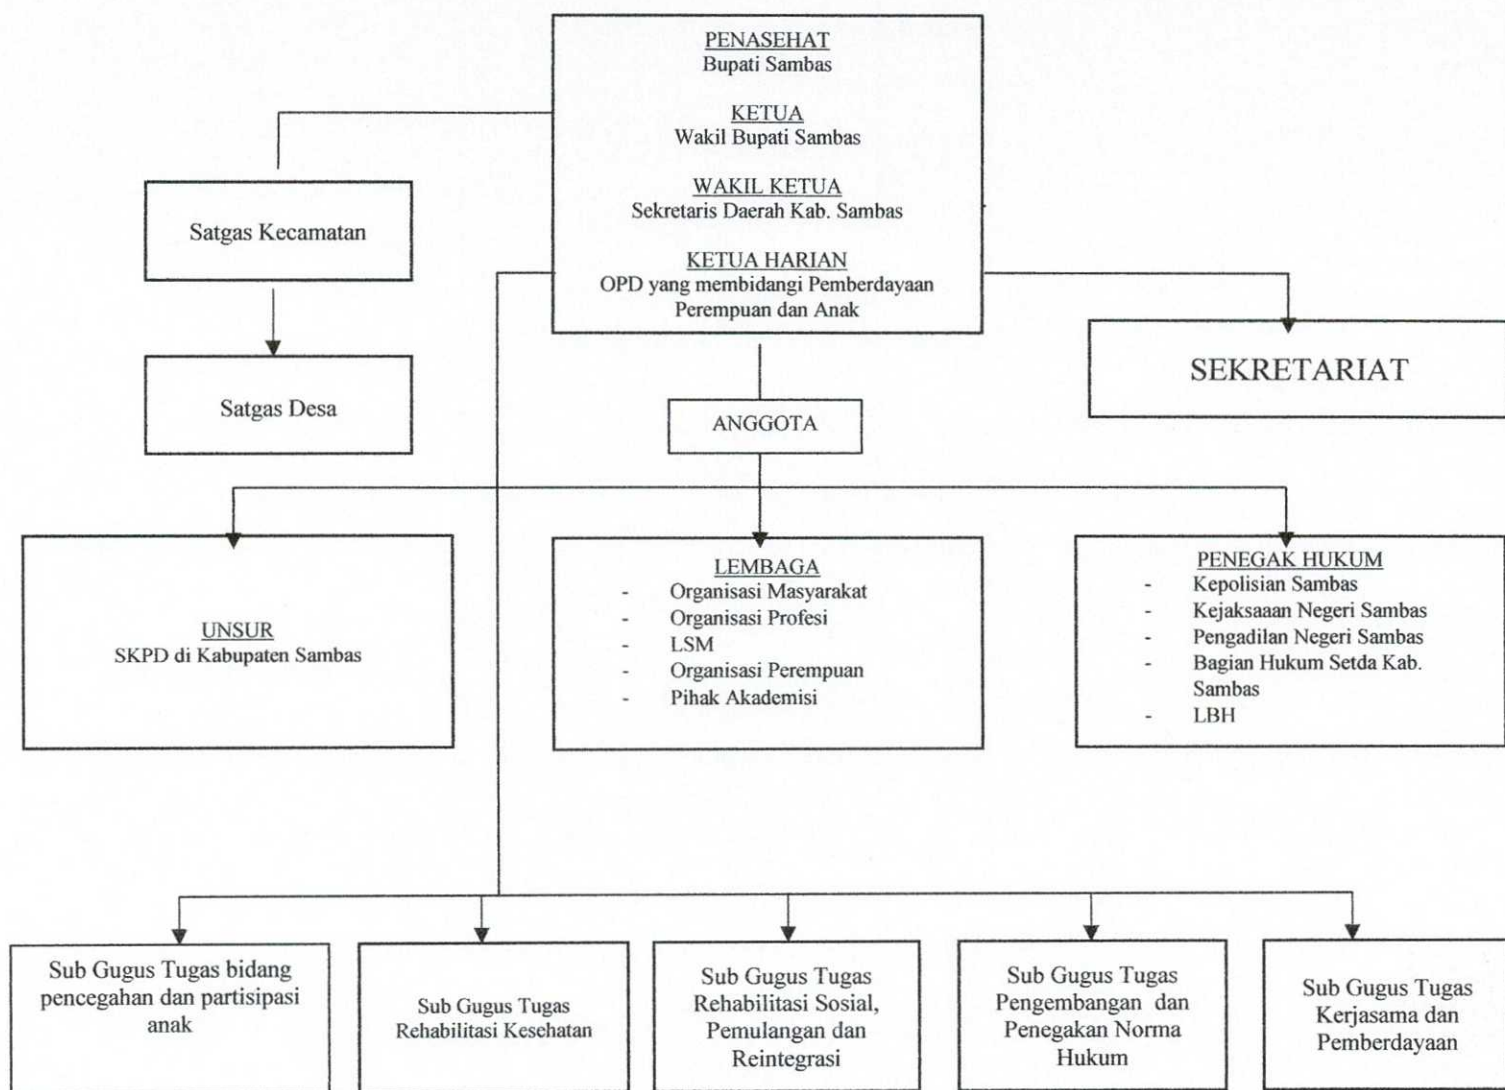 PENASEHAT
Bupati Sambas
KETUA
Wakil Bupati Sambas
WAKIL KETUA
Sekretaris Daerah Kab. Sambas
KETUA HARIAN
OPD yang membidangi Pemberdayaan
Perempuan dan Anak
Satgas Kecamatan
Satgas Desa
SEKRETARIAT
ANGGOTA
UNSUR
SKPD di Kabupaten Sambas
LEMBAGA
- Organisasi Masyarakat
- Organisasi Profesi
- LSM
- Organisasi Perempuan
- Pihak Akademisi
PENEGAK HUKUM
- Kepolisian Sambas
- Kejaksaaan Negeri Sambas
- Pengadilan Negeri Sambas
- Bagian Hukum Setda Kab.
Sambas
- LBH
Sub Gugus Tugas bidang
pencegahan dan partisipasi
anak
Sub Gugus Tugas
Rehabilitasi Kesehatan
Sub Gugus Tugas
Rehabilitasi Sosial,
Pemulangan dan
Reintegrasi
Sub Gugus Tugas
Pengembangan dan
Penegakan Norma
Hukum
Sub Gugus Tugas
Kerjasama dan
Pemberdayaan